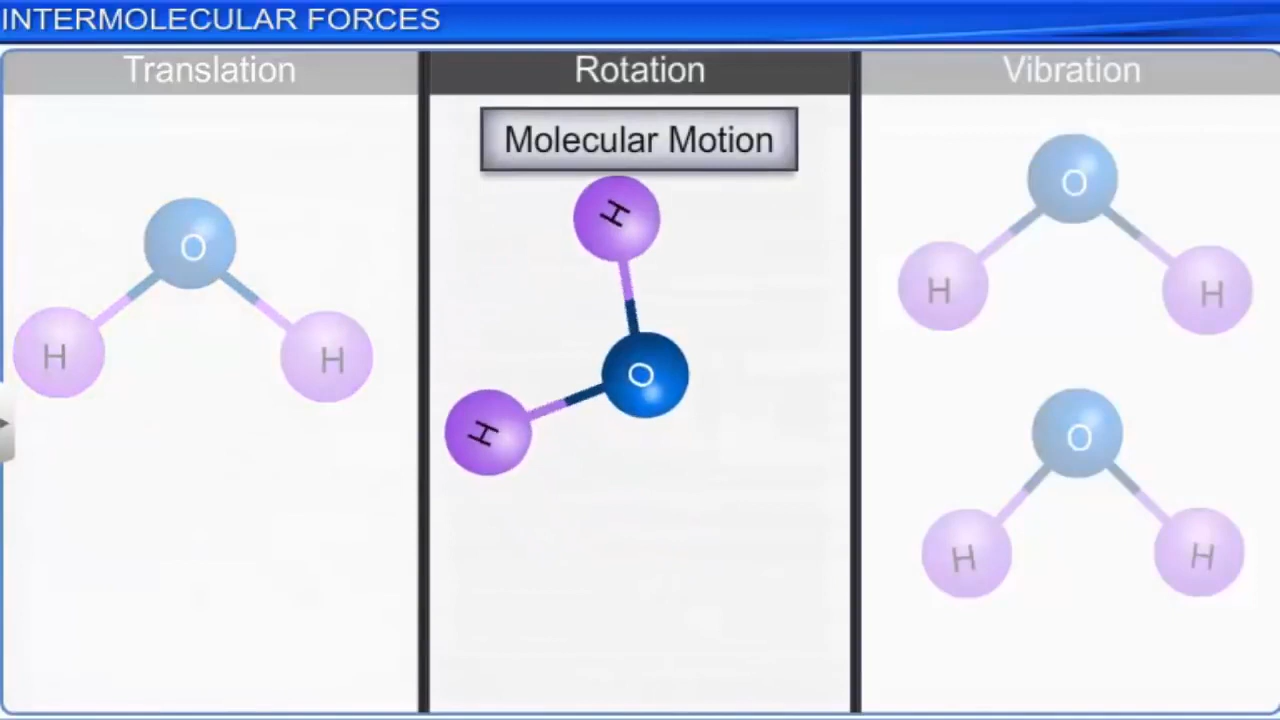 INTERMOLECULAR FORCES
Translation
Rotation
Vibration
Molecular Motion
O
H
H
H
O
H
O
H
H
O
H
H